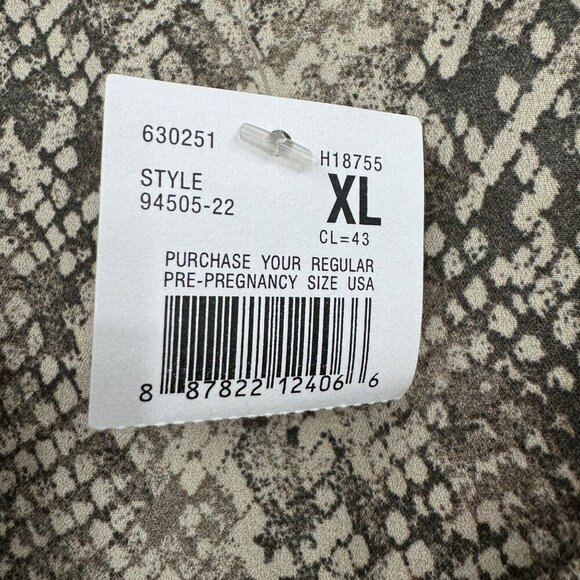 630251
H18755
STYLE
94505-22
XL
CL=43
PURCHASE YOUR REGULAR
PRE-PREGNANCY SIZE USA
8 87822 12406 6